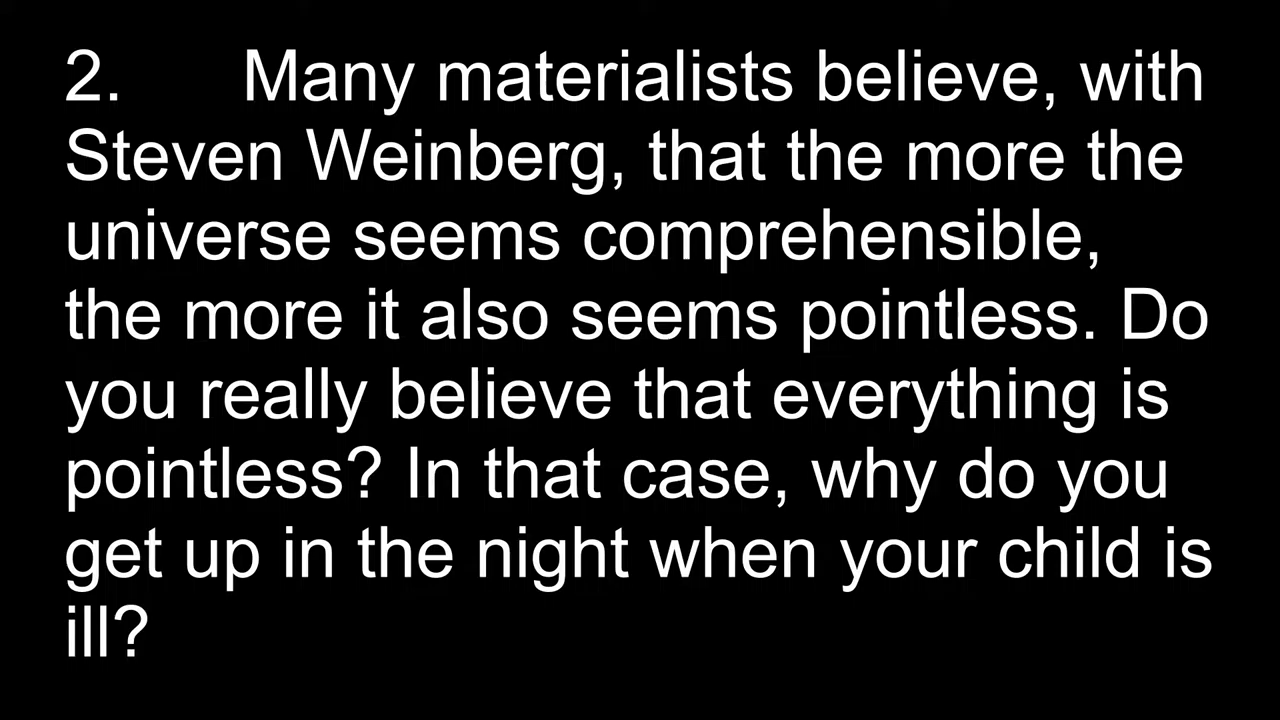 2. Many materialists believe, with
Steven Weinberg, that the more the
universe seems comprehensible,
the more it also seems pointless. Do
you really believe that everything is
pointless? In that case, why do you
get up in the night when your child is
ill?